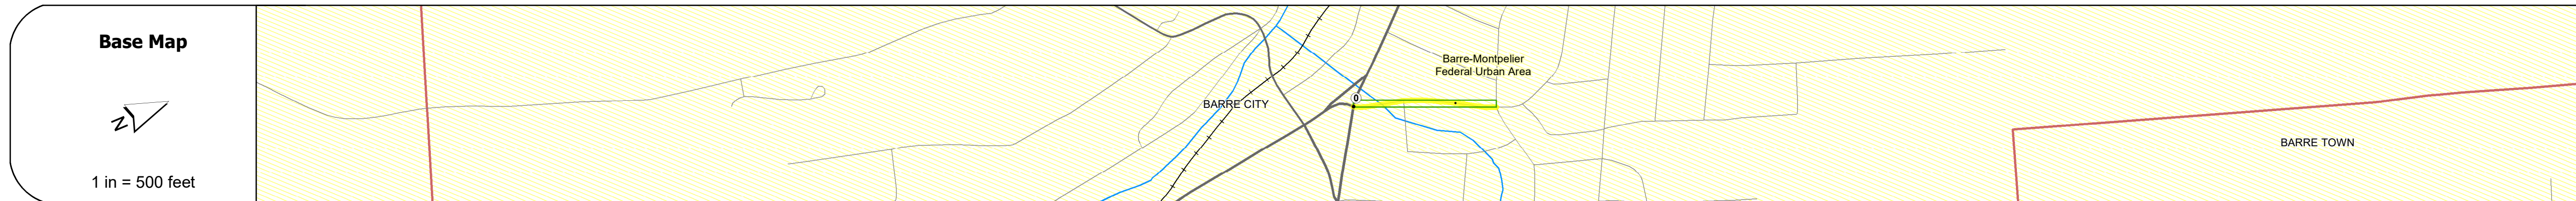 Base Map
N
1 in = 500 feet
BARRE CITY
0
Barre-Montpelier
Federal Urban Area
BARRE TOWN